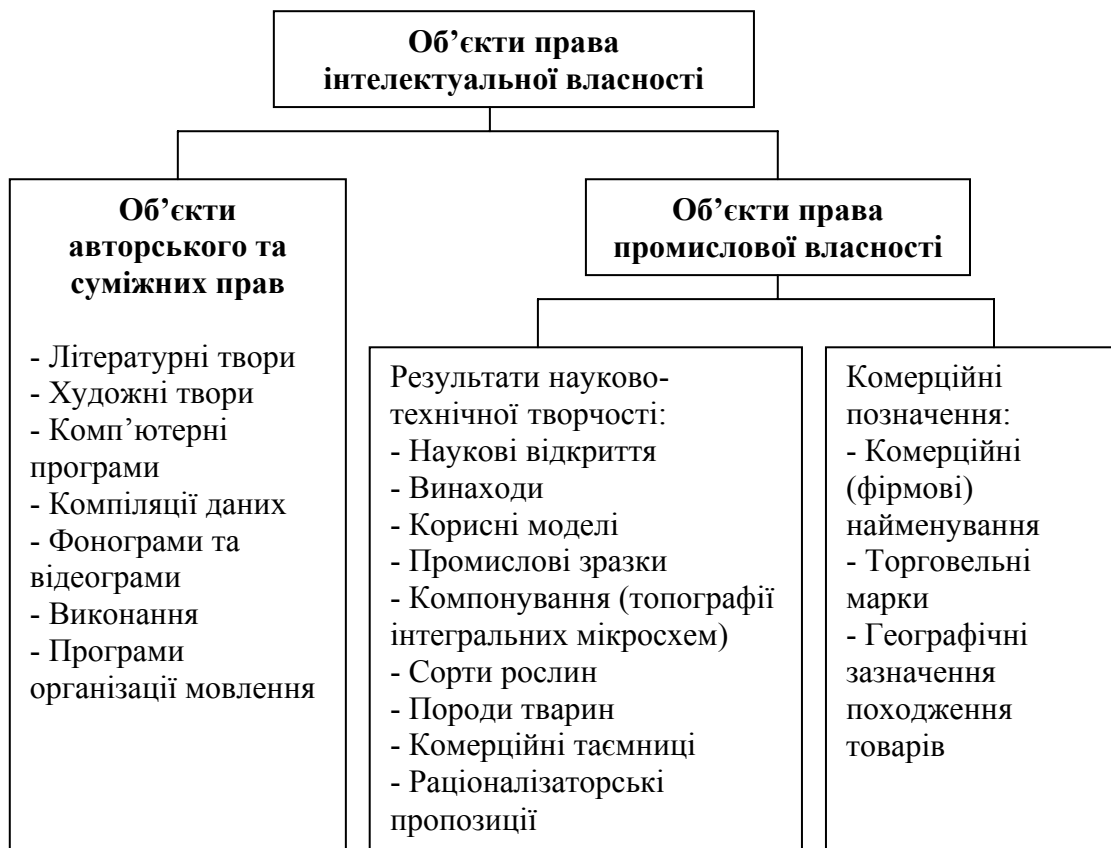 Об’єкти права
інтелектуальної власності
Об’єкти
авторського та
суміжних прав
- Літературні твори
- Художні твори
- Комп’ютерні
програми
- Компіляції даних
- Фонограми та
відеограми
- Виконання
- Програми
організації мовлення
Об’єкти права
промислової власності
Результати науково-
технічної творчості:
- Наукові відкриття
- Винаходи
- Корисні моделі
- Промислові зразки
- Компонування (топографії
інтегральних мікросхем)
- Сорти рослин
- Породи тварин
- Комерційні таємниці
- Раціоналізаторські
пропозиції
Комерційні
позначення:
- Комерційні
(фірмові)
найменування
- Торговельні
марки
- Географічні
зазначення
походження
товарів